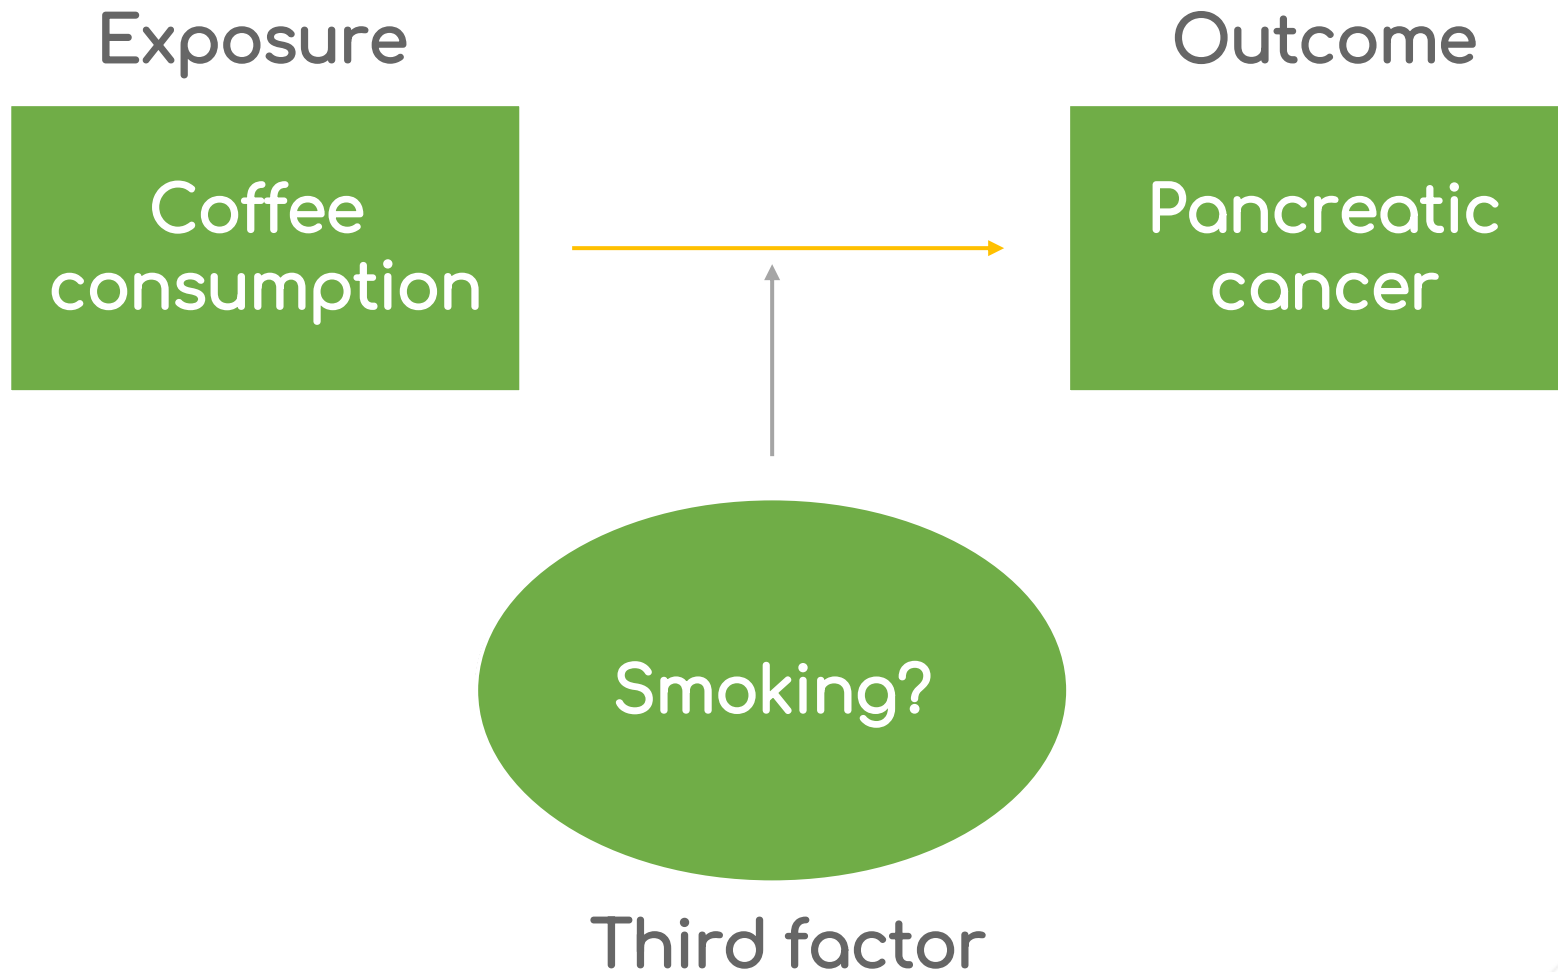 Exposure
Outcome
Coffee
consumption
Pancreatic
cancer
Smoking?
Third factor